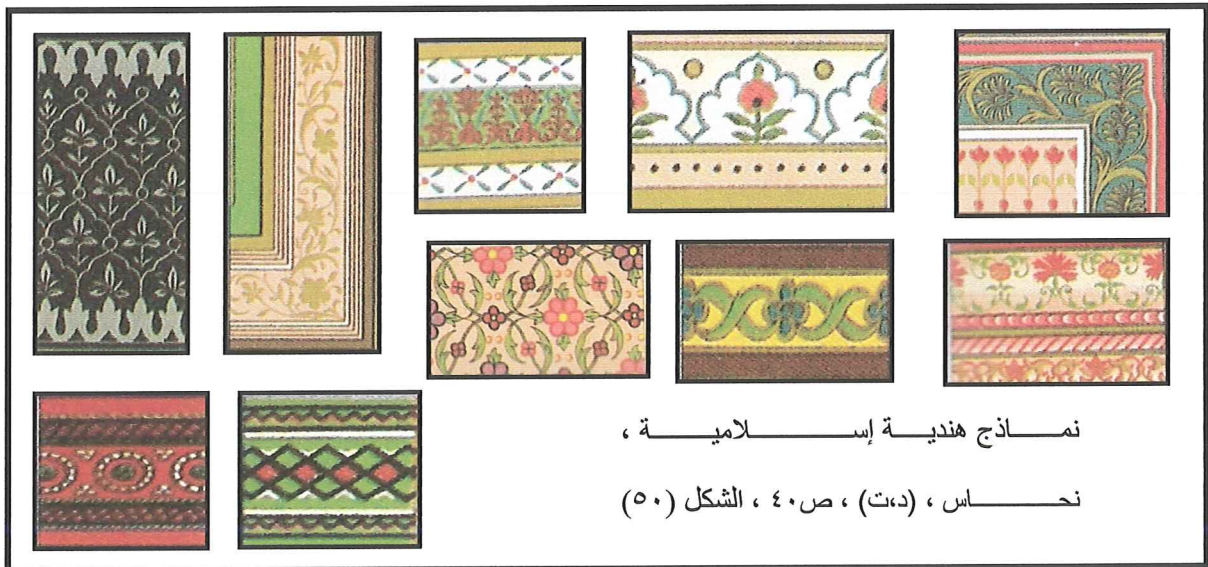 نمـــاذج هنديـــة إســـــلاميـــة ،
نحـــــاس ، (د،ت) ، ص٤٠ ، الشكل (٥٠)